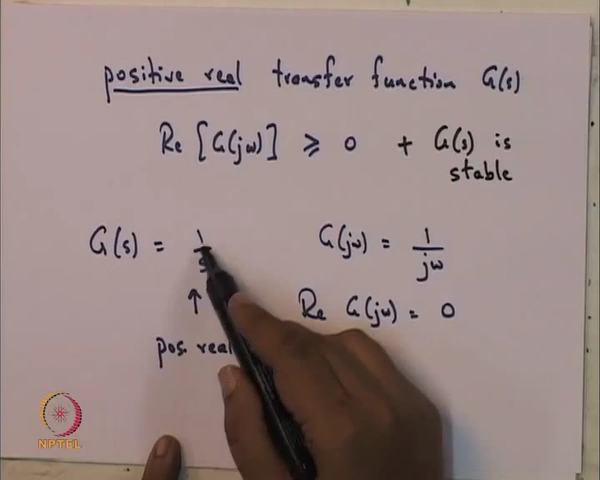 positive real transfer function G(s)
Re [G(jω)] ≥ 0 + G(s) is
stable
G(s) = 1/s G(jω) = 1/jω
↑ Re G(jω) = 0
pos. real
NPTEL